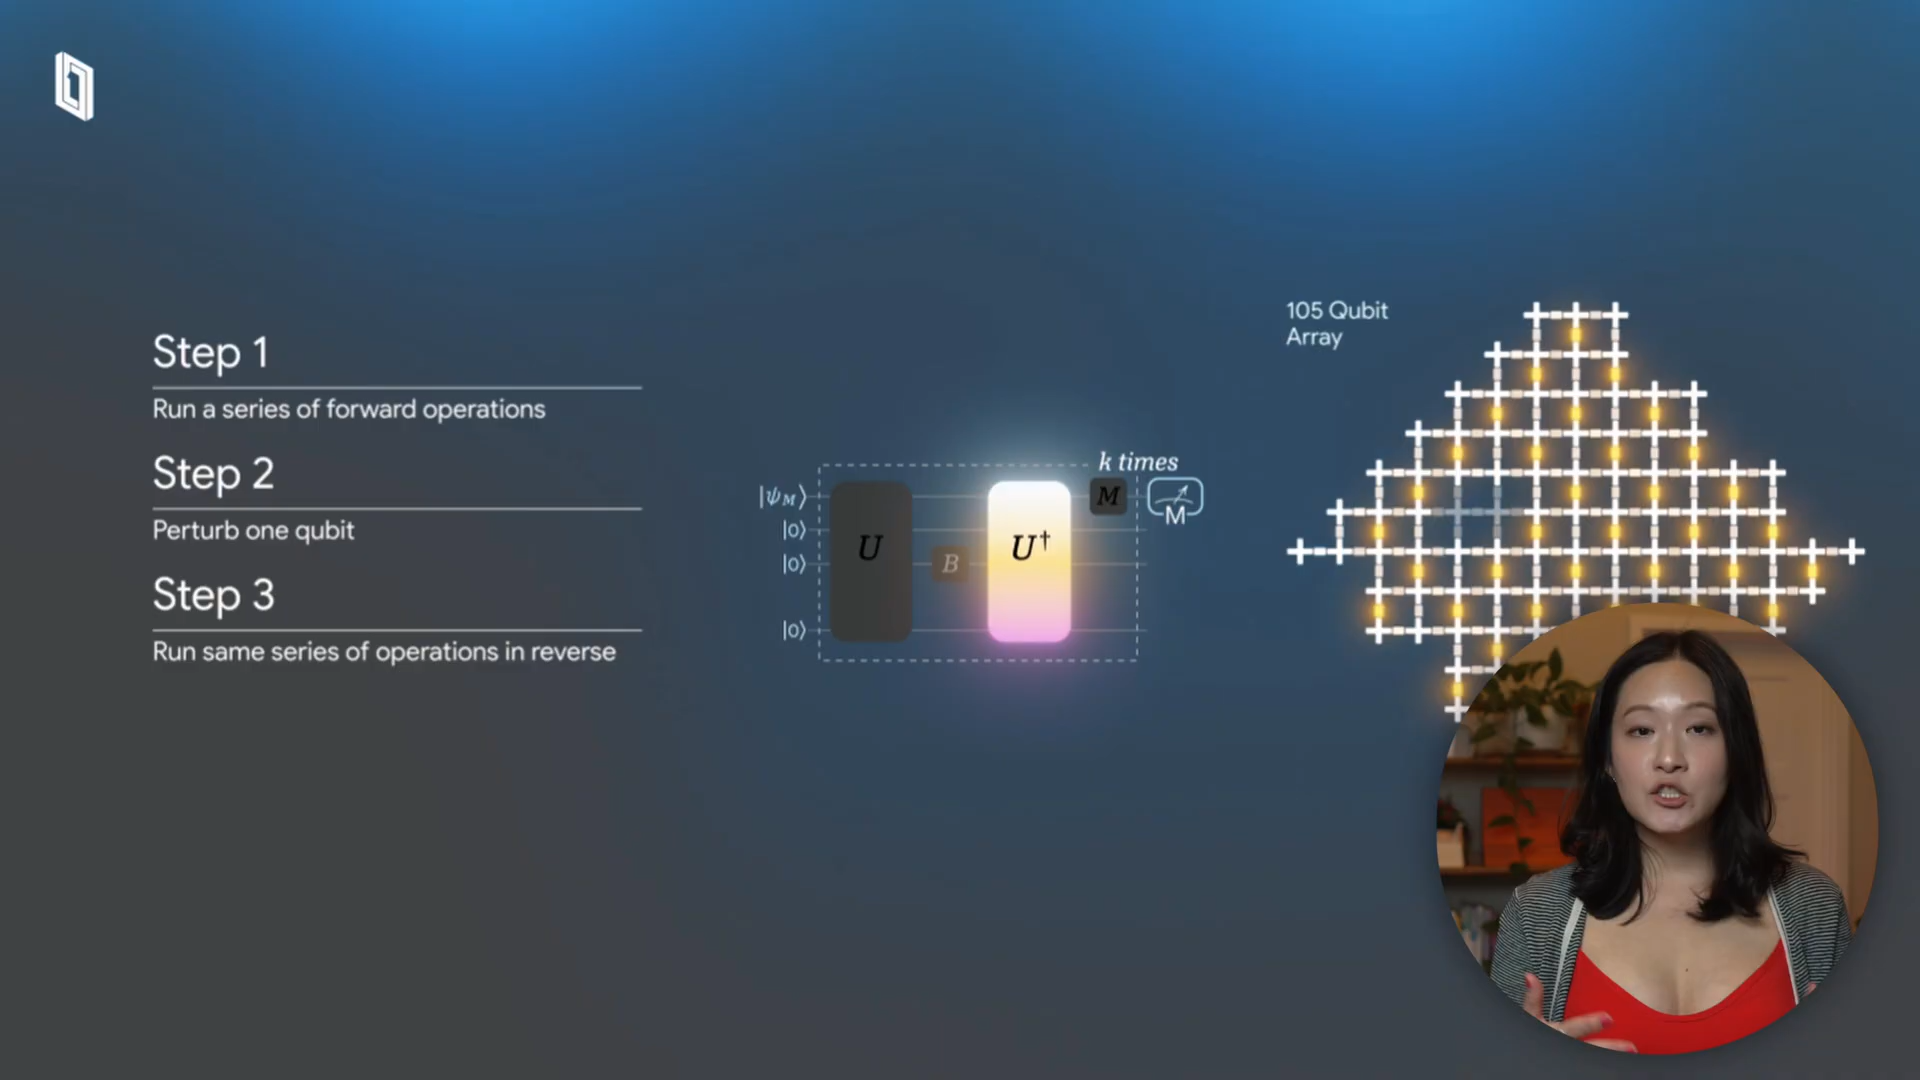 Step 1
Run a series of forward operations
Step 2
Perturb one qubit
Step 3
Run same series of operations in reverse
k times
|ψM⟩
|0⟩
|0⟩
|0⟩
U
B
U†
M
M
105 Qubit
Array